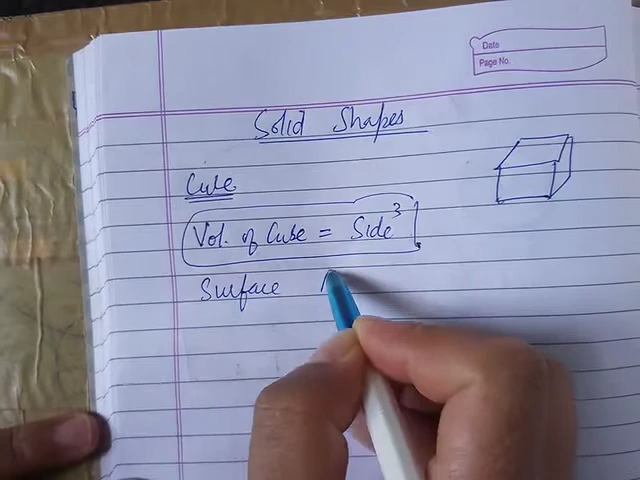 Date
Page No.
Solid Shapes
Cube
Vol. of Cube = Side³
Surface